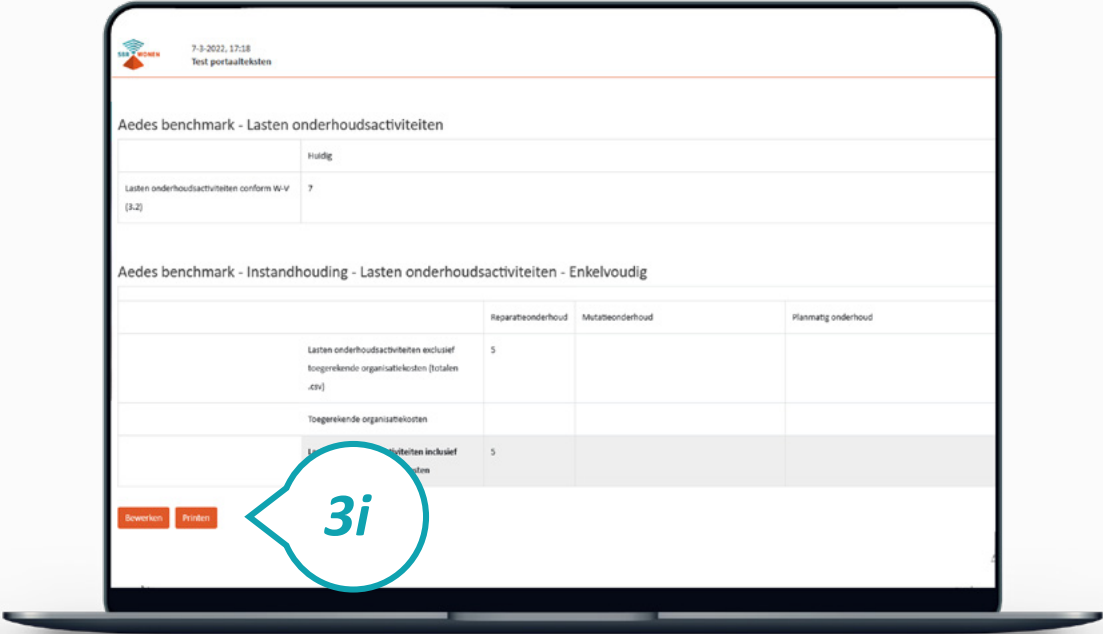 SBR WONEN
7-3-2022, 17:18
Test portaalteksten
Aedes benchmark - Lasten onderhoudsactiviteiten
Huidig
Lasten onderhoudsactiviteiten conform W-V 7
(3.2)
Aedes benchmark - Instandhouding - Lasten onderhoudsactiviteiten - Enkelvoudig
Reparatieonderhoud Mutatieonderhoud Planmatig onderhoud
Lasten onderhoudsactiviteiten exclusief 5
toegerekende organisatiekosten (totalen
.csv)
Toegerekende organisatiekosten
inclusief 5
Bewerken Printen
3i